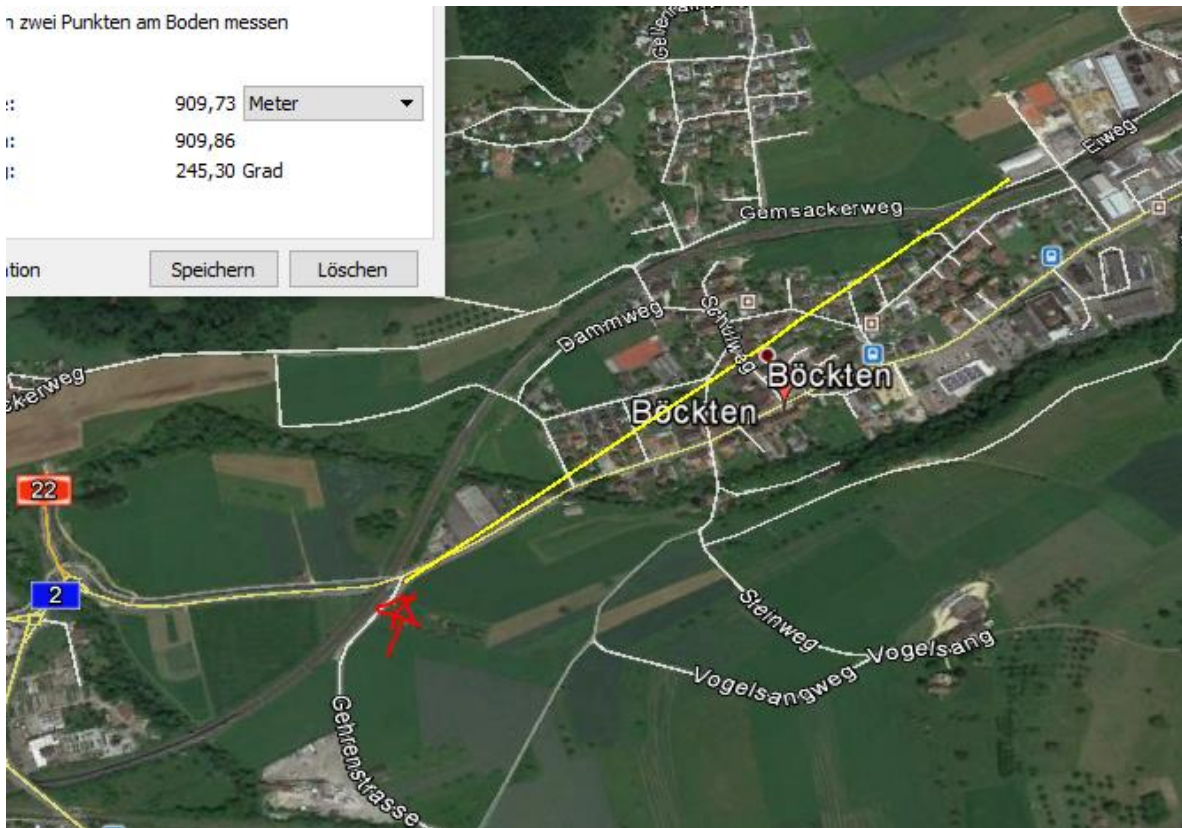 n zwei Punkten am Boden messen
e: 909,73 Meter
n: 909,86
g: 245,30 Grad
tion Speichern Löschen
Eiweg
Gemsackerweg
Dammweg
Schulweg
Böckten
Böckten
ckerweg
22
2
Steinweg
Vogelsang
Vogelsangweg
Gehrenstrasse